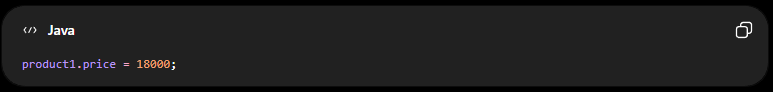 Java
product1.price = 18000;